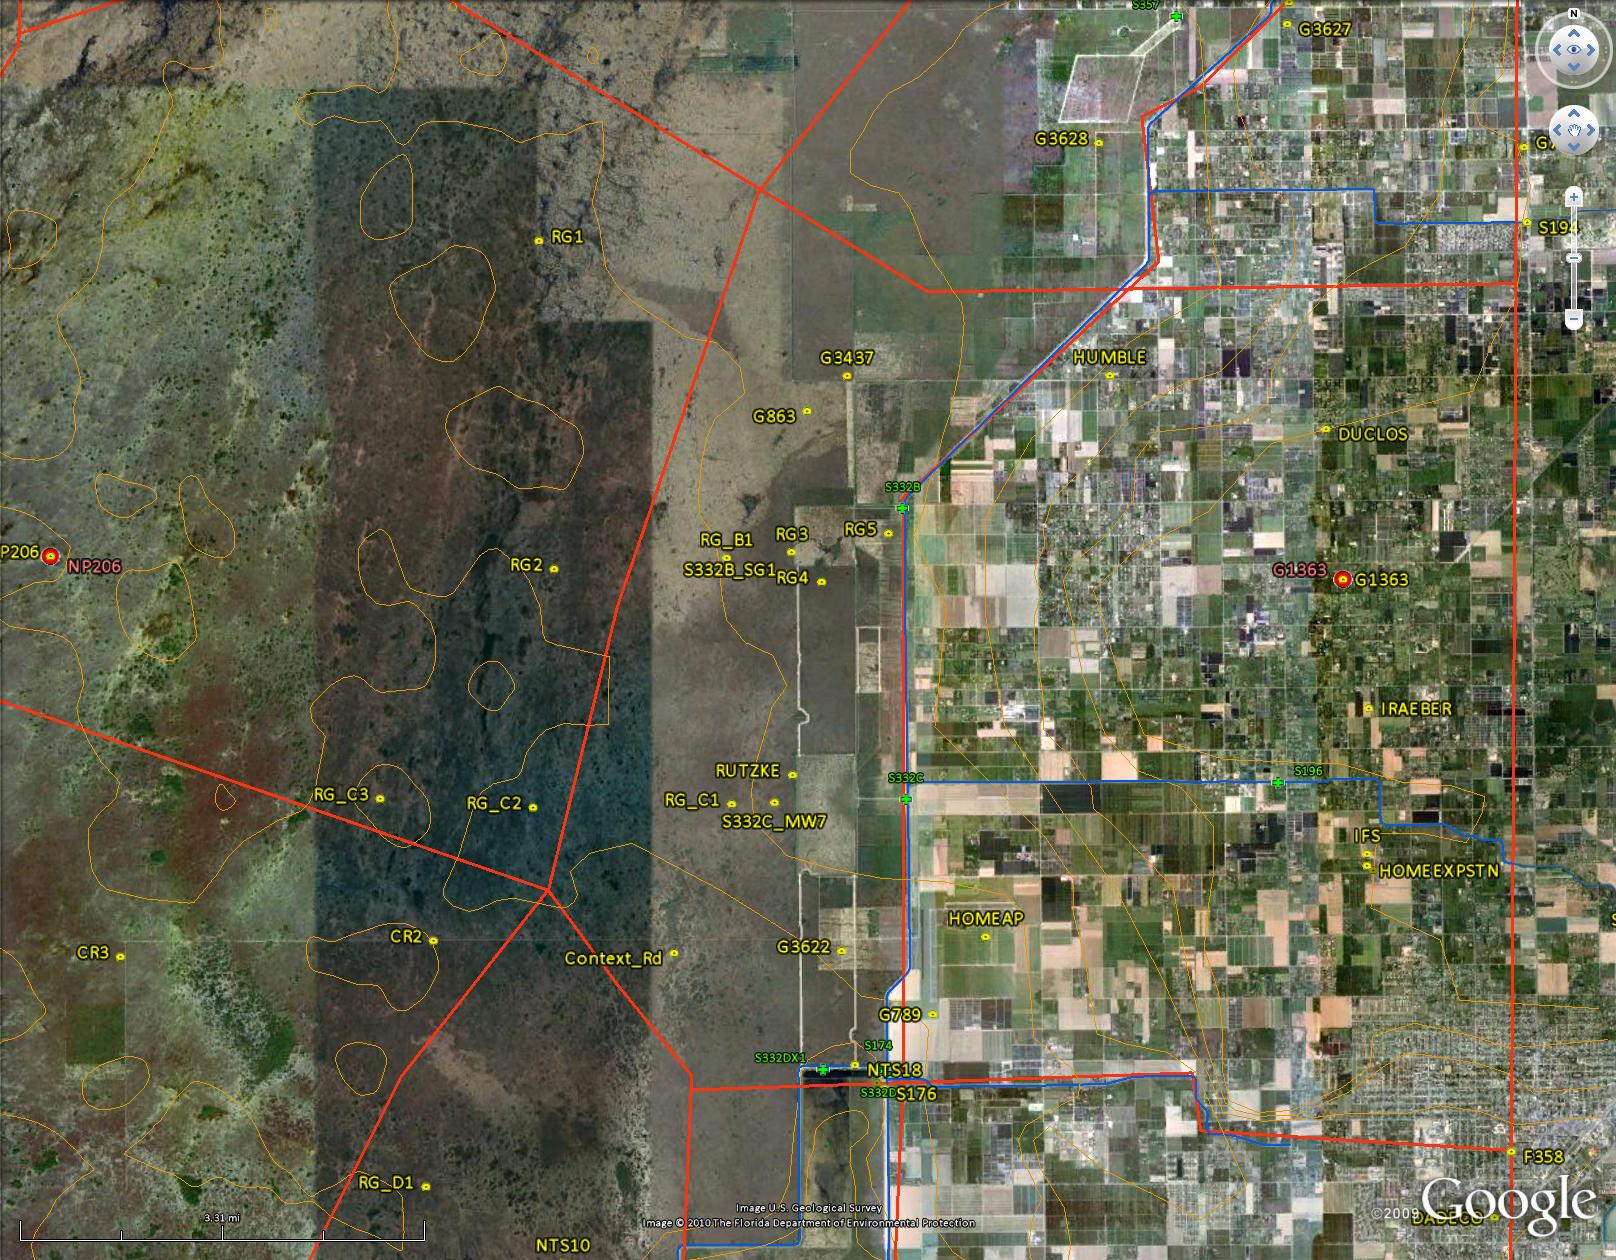 S357
G3627
N
G3628
S194
RG1
G3437
HUMBLE
G863
DUCLOS
S332B
RG_B1
RG3
RG5
P206
NP206
RG2
S332B_SG1
RG4
G1363
G1363
IRAEBER
RUTZKE
S332C
S196
RG_C3
RG_C2
RG_C1
S332C_MW7
IFS
HOMEEXPSTN
HOMEAP
CR3
CR2
Context_Rd
G3622
G789
S174
S332DX1
NTS18
S332D
S176
F358
RG_D1
3.31 mi
NTS10
Image U.S. Geological Survey
Image © 2010 The Florida Department of Environmental Protection
©2009 Google
DADECO